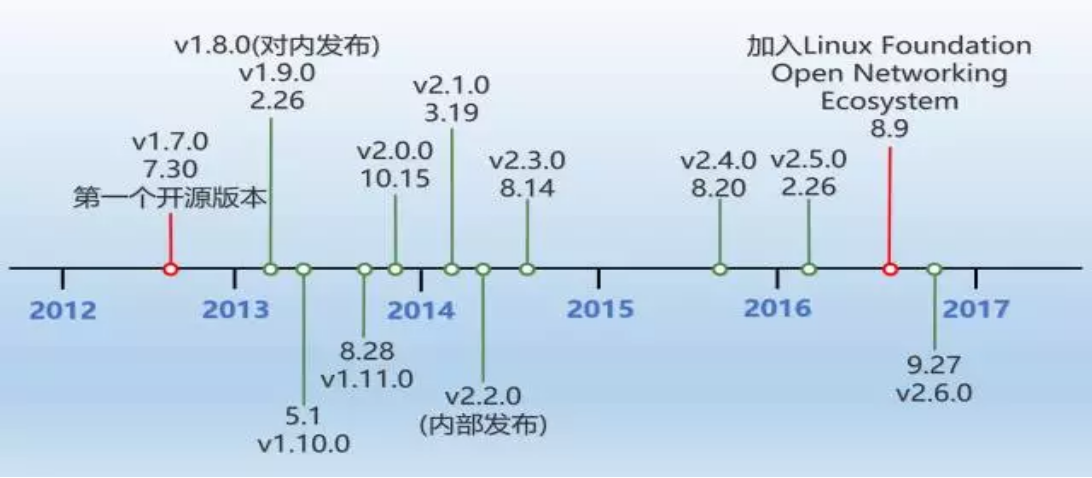 v1.8.0(对内发布)
v1.9.0
2.26
v1.7.0
7.30
第一个开源版本
v2.0.0
10.15
v2.1.0
3.19
v2.3.0
8.14
v2.4.0
8.20
v2.5.0
2.26
加入Linux Foundation
Open Networking
Ecosystem
8.9
2012
2013
2014
2015
2016
2017
5.1
v1.10.0
8.28
v1.11.0
v2.2.0
(内部发布)
9.27
v2.6.0